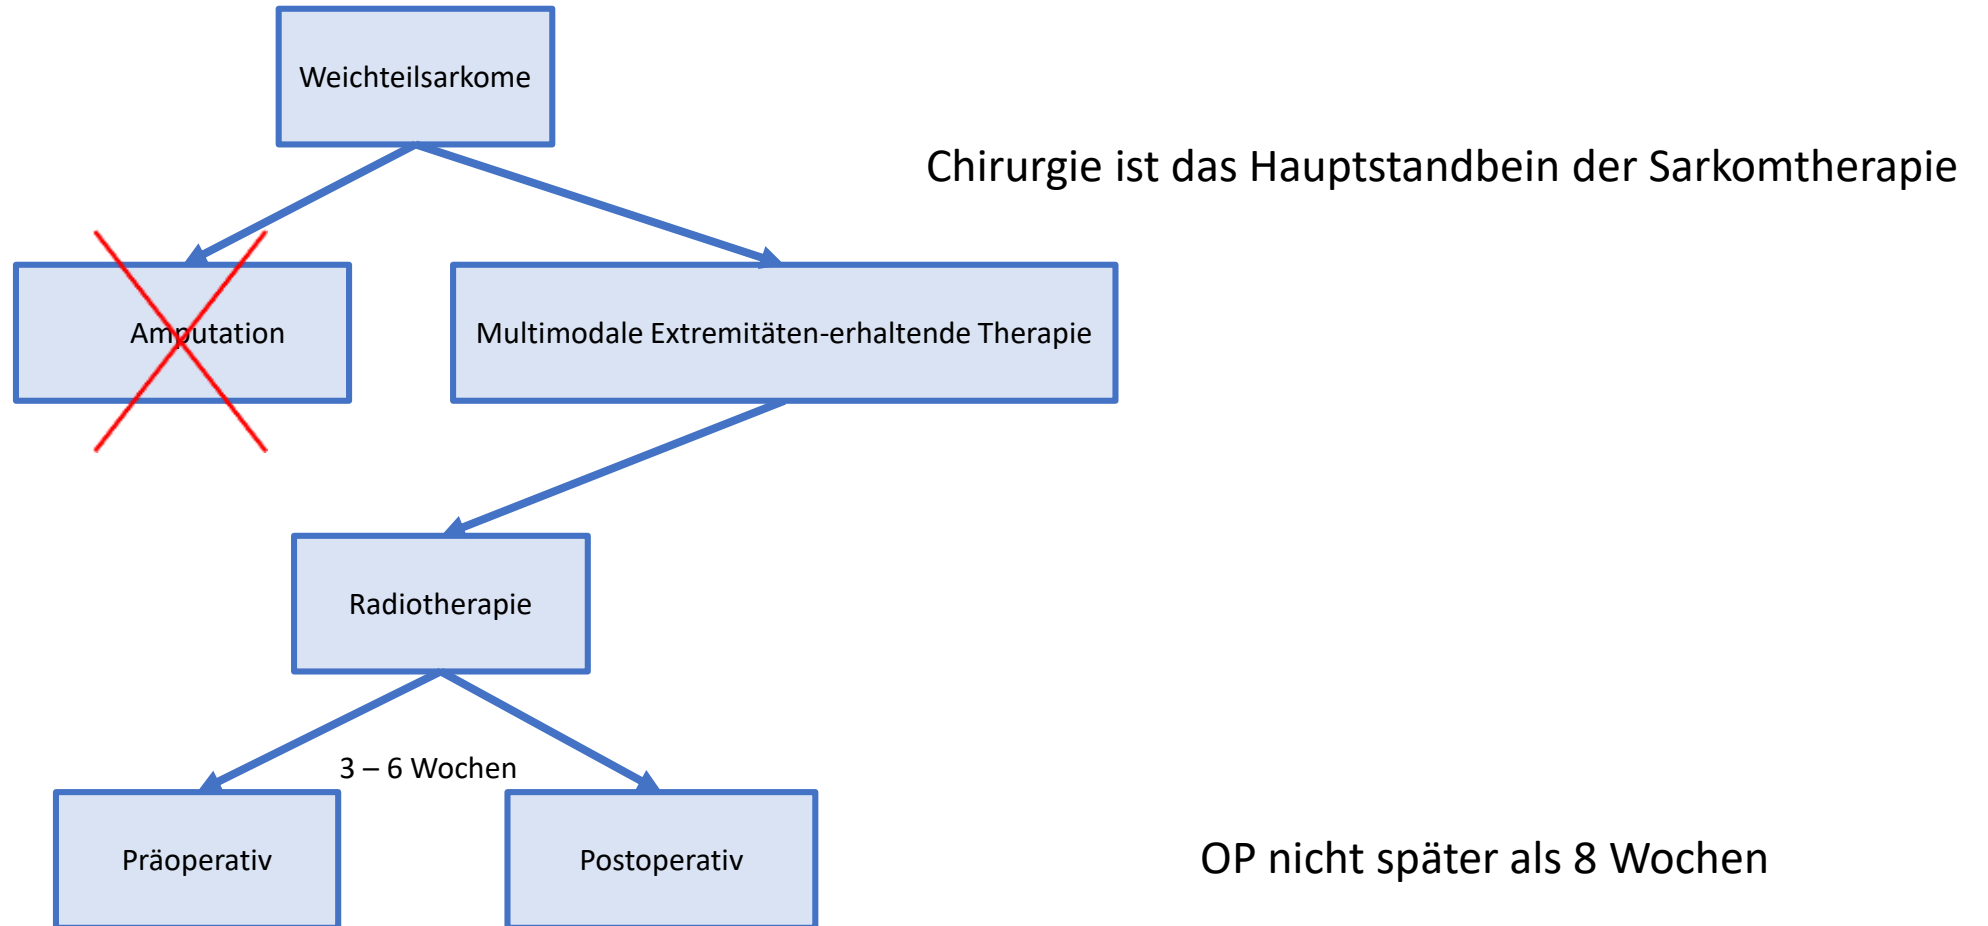 Weichteilsarkome
Chirurgie ist das Hauptstandbein der Sarkomtherapie
Amputation
Multimodale Extremitäten-erhaltende Therapie
Radiotherapie
3 – 6 Wochen
Präoperativ
Postoperativ
OP nicht später als 8 Wochen